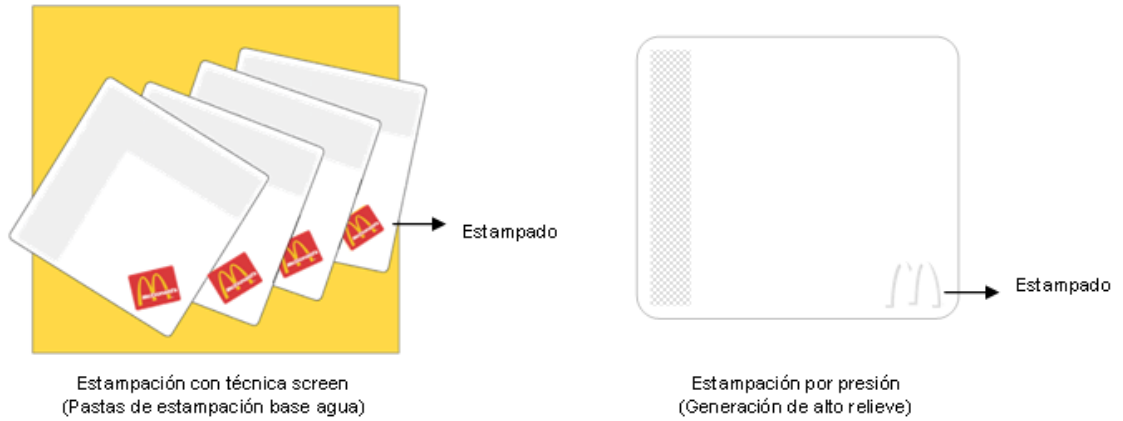 Estampado
Estampado
Estampación con técnica screen
(Pastas de estampación base agua)
Estampación por presión
(Generación de alto relieve)